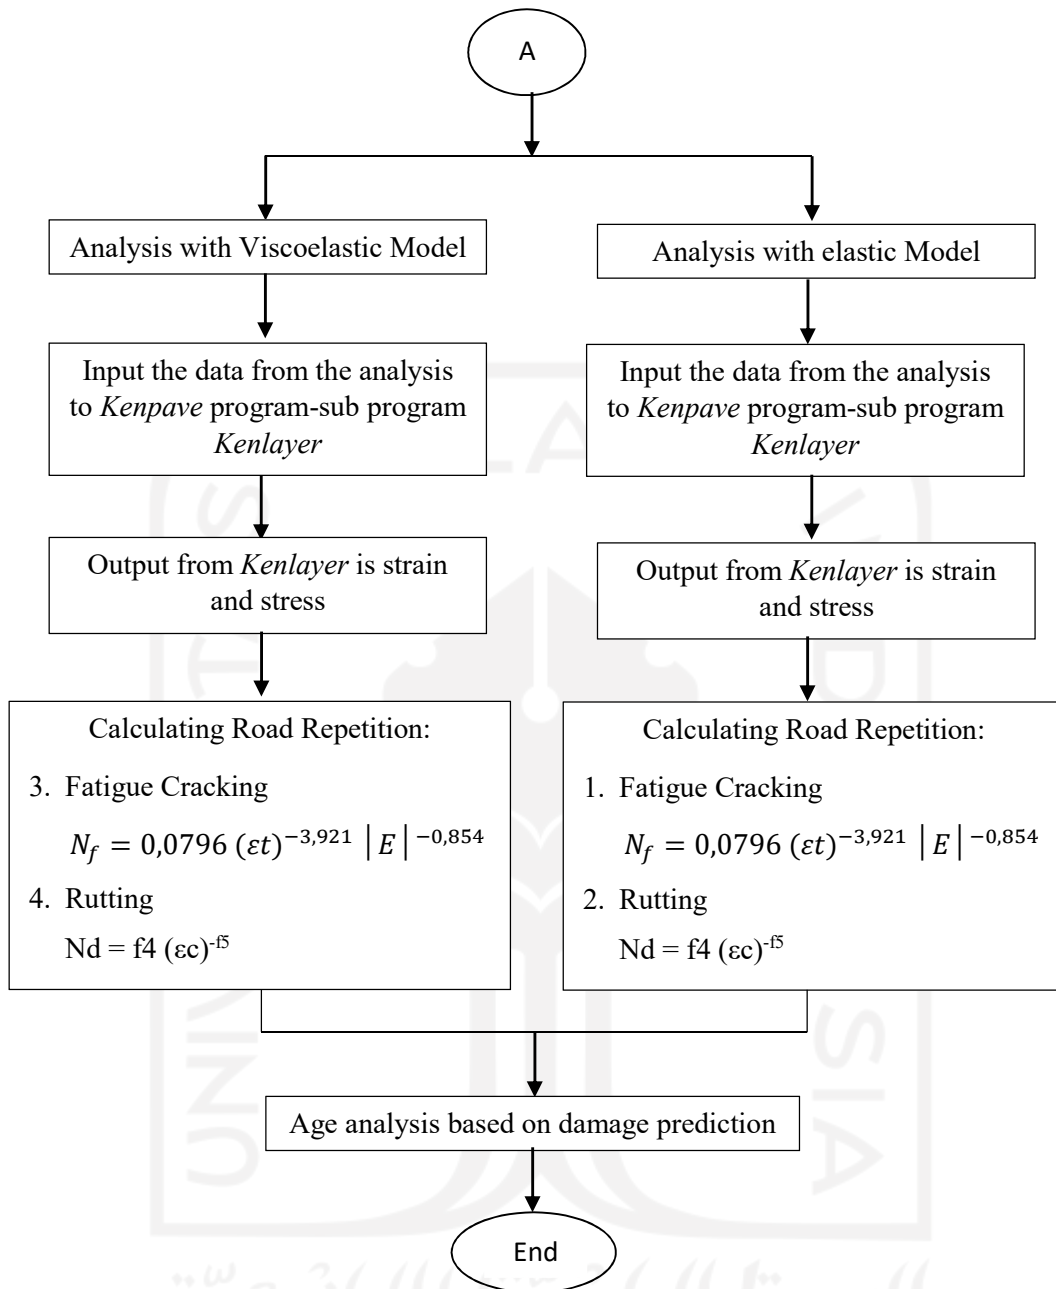 A
Analysis with Viscoelastic Model
Input the data from the analysis
to Kenpave program-sub program
Kenlayer
Output from Kenlayer is strain
and stress
Calculating Road Repetition:
3. Fatigue Cracking
N_f = 0,0796 (εt)^−3,921 |E|^−0,854
4. Rutting
Nd = f4 (εc)^-f5
Analysis with elastic Model
Input the data from the analysis
to Kenpave program-sub program
Kenlayer
Output from Kenlayer is strain
and stress
Calculating Road Repetition:
1. Fatigue Cracking
N_f = 0,0796 (εt)^−3,921 |E|^−0,854
2. Rutting
Nd = f4 (εc)^-f5
Age analysis based on damage prediction
End